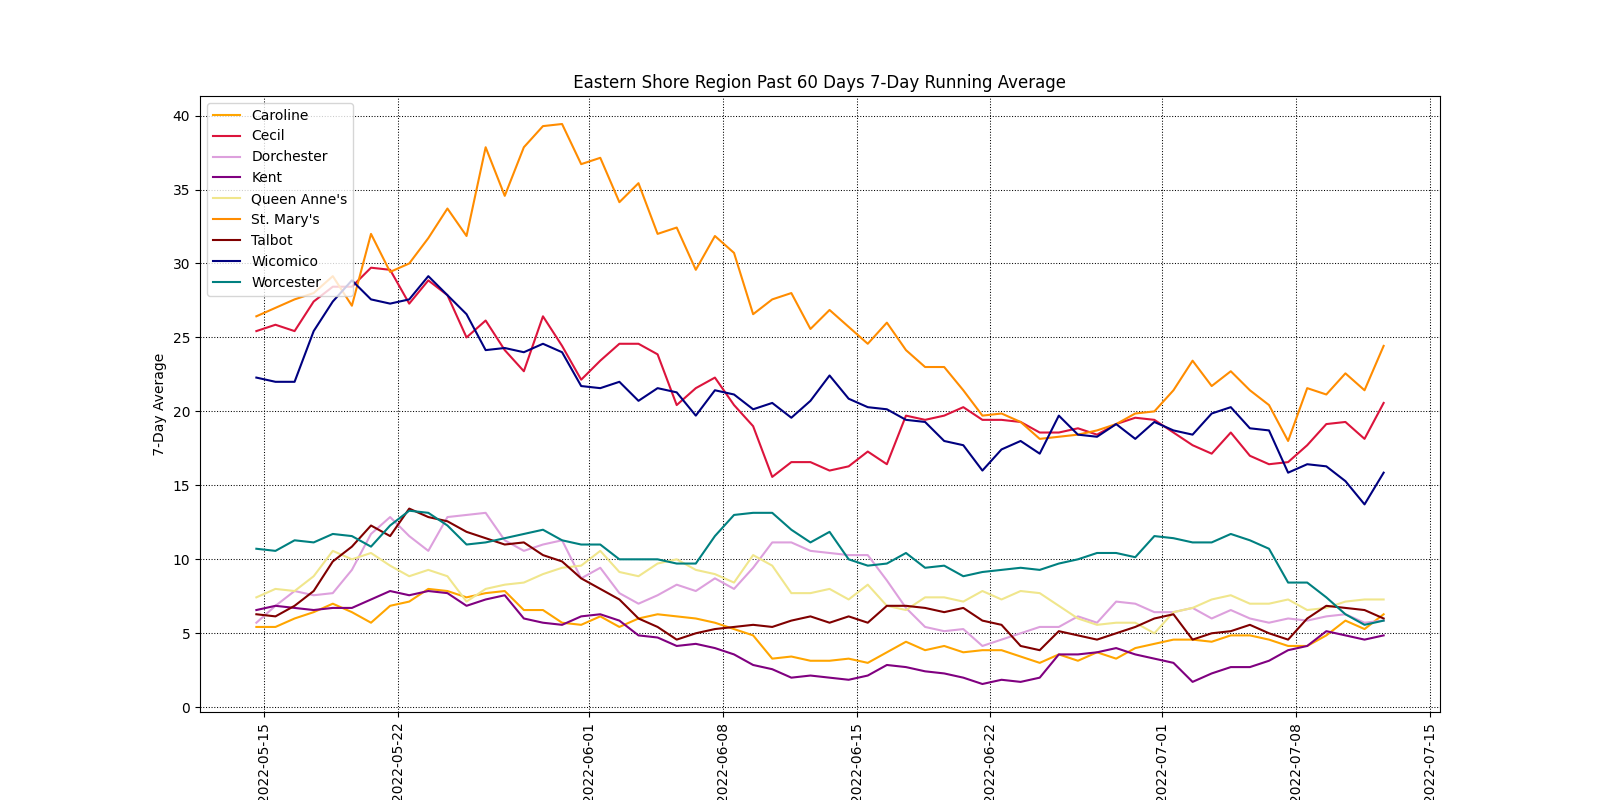 Eastern Shore Region Past 60 Days 7-Day Running Average
Caroline
Cecil
Dorchester
Kent
Queen Anne's
St. Mary's
Talbot
Wicomico
Worcester
40
35
30
25
20
15
10
5
0
7-Day Average
2022-05-15
2022-05-22
2022-06-01
2022-06-08
2022-06-15
2022-06-22
2022-07-01
2022-07-08
2022-07-15